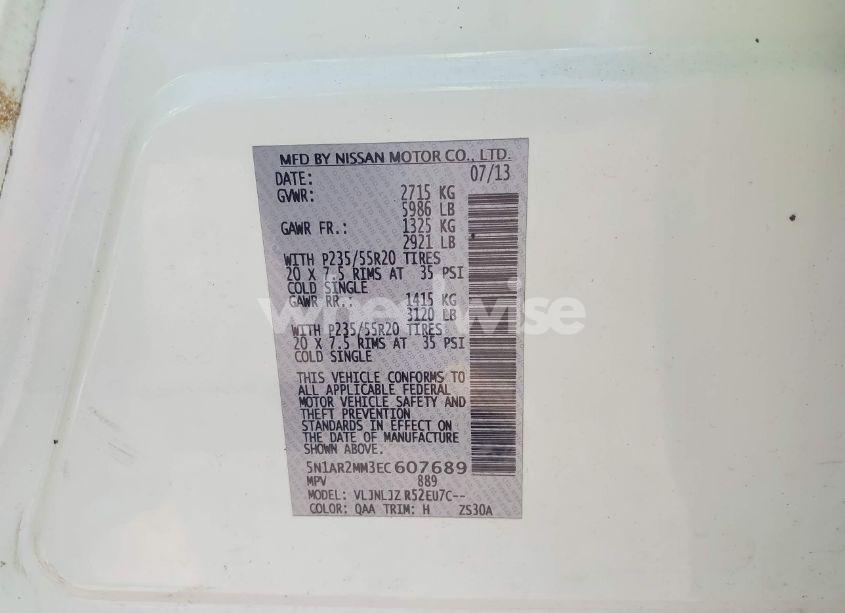 MFD BY NISSAN MOTOR CO., LTD.
DATE: 07/13
GVWR: 2715 KG
5986 LB
GAWR FR.: 1325 KG
2921 LB
WITH P235/55R20 TIRES
20 X 7.5 RIMS AT 35 PSI
COLD SINGLE
GAWR RR.: 1415 KG
3120 LB
WITH P235/55R20 TIRES
20 X 7.5 RIMS AT 35 PSI
COLD SINGLE
THIS VEHICLE CONFORMS TO
ALL APPLICABLE FEDERAL
MOTOR VEHICLE SAFETY AND
THEFT PREVENTION
STANDARDS IN EFFECT ON
THE DATE OF MANUFACTURE
SHOWN ABOVE.
5N1AR2MM3EC607689
MPV 889
MODEL: VLJNLJZ R52EU7C--
COLOR: QAA TRIM: H ZS30A
wheelwise